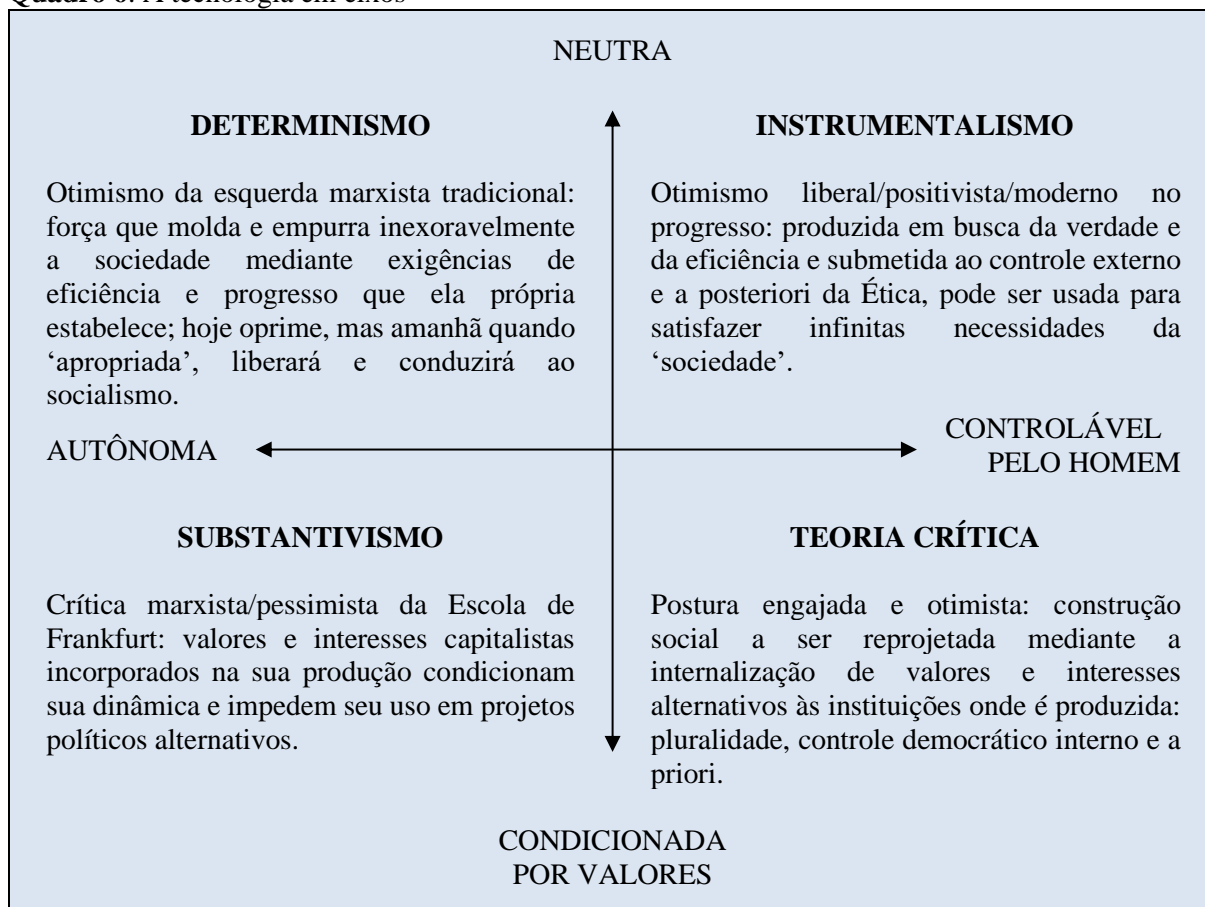 Quadro 6. A tecnologia em eixos
NEUTRA
DETERMINISMO
Otimismo da esquerda marxista tradicional:
força que molda e empurra inexoravelmente
a sociedade mediante exigências de
eficiência e progresso que ela própria
estabelece; hoje oprime, mas amanhã quando
‘apropriada’, liberará e conduzirá ao
socialismo.
INSTRUMENTALISMO
Otimismo liberal/positivista/moderno no
progresso: produzida em busca da verdade e
da eficiência e submetida ao controle externo
e a posteriori da Ética, pode ser usada para
satisfazer infinitas necessidades da
‘sociedade’.
AUTÔNOMA
CONTROLÁVEL
PELO HOMEM
SUBSTANTIVISMO
Crítica marxista/pessimista da Escola de
Frankfurt: valores e interesses capitalistas
incorporados na sua produção condicionam
sua dinâmica e impedem seu uso em projetos
políticos alternativos.
TEORIA CRÍTICA
Postura engajada e otimista: construção
social a ser reprojetada mediante a
internalização de valores e interesses
alternativos às instituições onde é produzida:
pluralidade, controle democrático interno e a
priori.
CONDICIONADA
POR VALORES